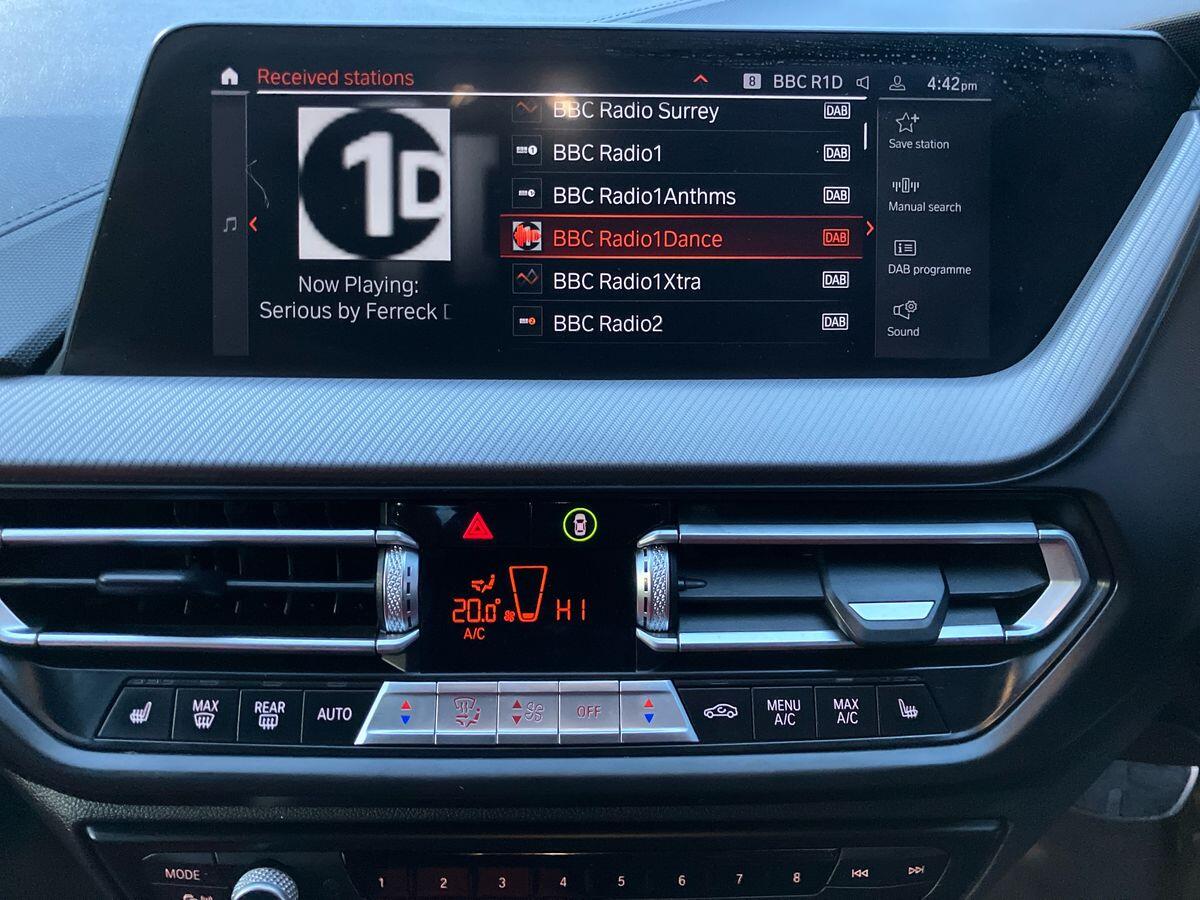 Received stations
8 BBC R1D 4:42pm
1D
Now Playing:
Serious by Ferreck D
BBC Radio Surrey DAB
BBC Radio1 DAB
BBC Radio1Anthms DAB
BBC Radio1Dance DAB
BBC Radio1Xtra DAB
BBC Radio2 DAB
Save station
Manual search
DAB programme
Sound
20.0° HI
A/C
MAX
REAR
AUTO
OFF
MENU
A/C
MAX
A/C
MODE
1 2 3 4 5 6 7 8